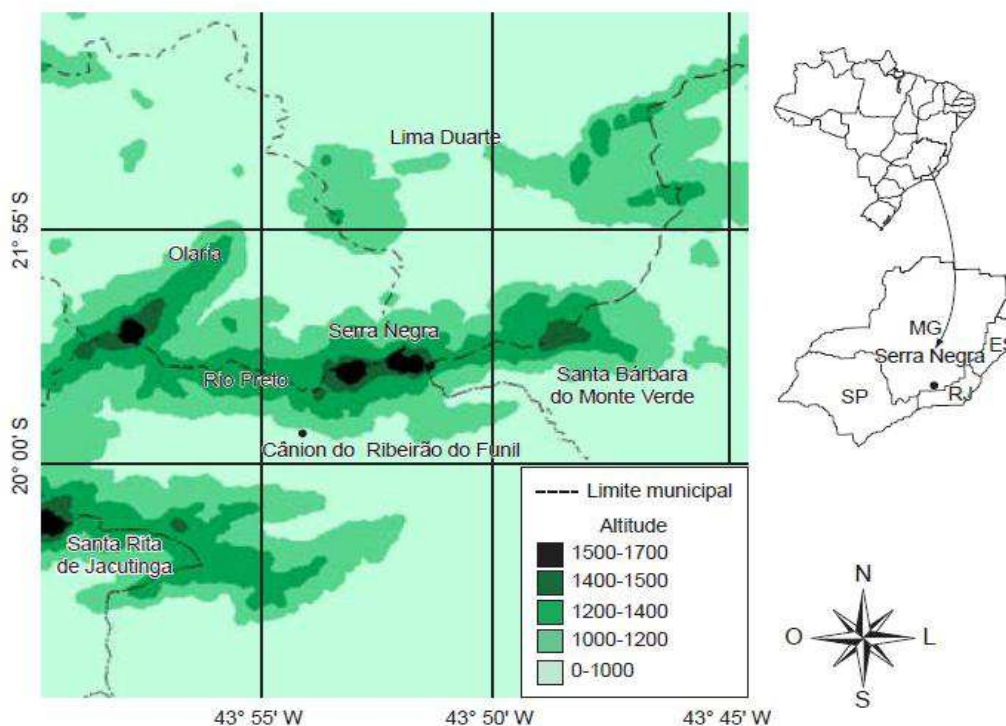 Lima Duarte
21° 55' S
Olaria
Serra Negra
Rio Preto
Santa Bárbara
do Monte Verde
Cânion do Ribeirão do Funil
20° 00' S
Santa Rita
de Jacutinga
Limite municipal
Altitude
1500-1700
1400-1500
1200-1400
1000-1200
0-1000
43° 55' W
43° 50' W
43° 45' W
MG
ES
Serra Negra
SP
RJ
N
O
L
S